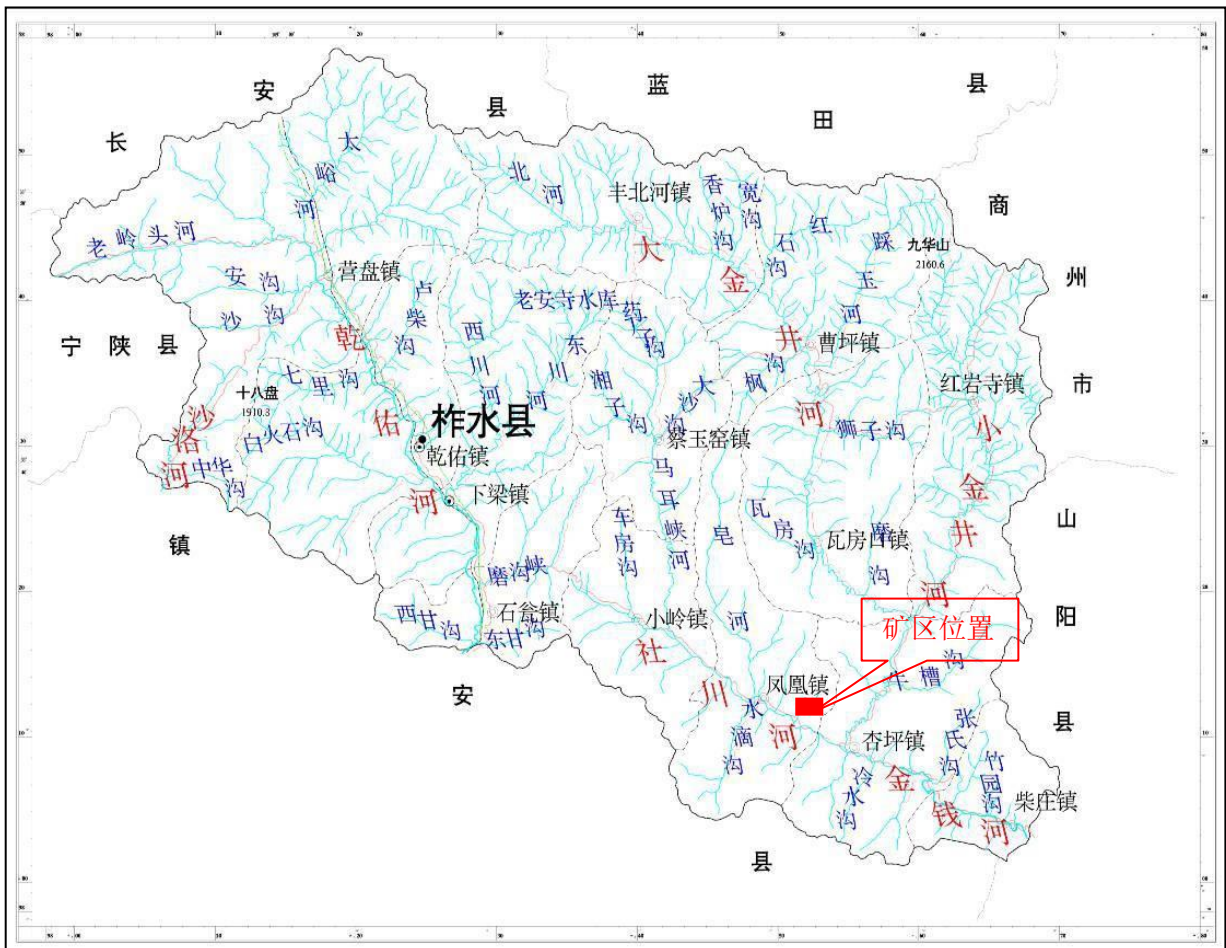 长安县
蓝田县
商州市
山阳县
镇安县
宁陕县
太峪河
北河
丰北河镇
香炉沟
宽沟
红石沟
踩玉河
九华山
2160.6
老岭头河
安沟
沙沟
营盘镇
卢柴沟
西川河
老安寺水库
药子沟
东川河
湘子沟
大沙沟
大金井河
枫沟
曹坪镇
红岩寺镇
小金井河
狮子沟
七里沟
十八盘
1910.3
白火石沟
沙洛河
中华沟
乾佑河
柞水县
乾佑镇
下梁镇
蔡玉窑镇
马耳峡河
车房沟
皂河
瓦房沟
瓦房口镇
磨沟
磨沟峡
石瓮镇
西甘沟
东甘沟
小岭镇
社川河
矿区位置
凤凰镇
水滴沟
牛槽沟
杏坪镇
张氏沟
竹园沟
柴庄镇
冷水沟
金钱河